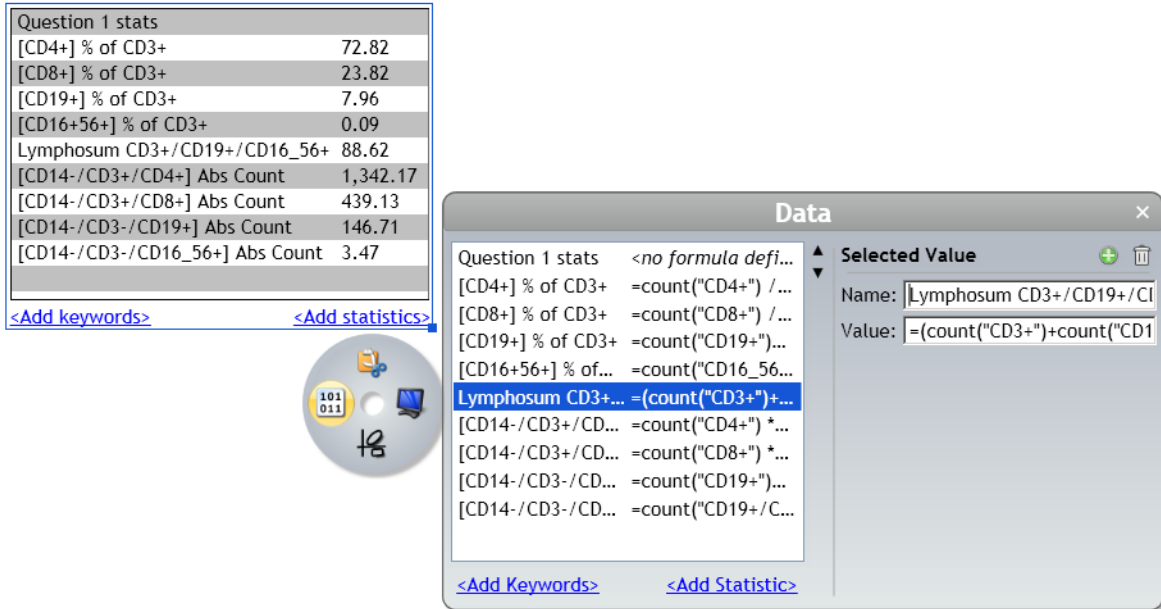 Question 1 stats
[CD4+] % of CD3+ 72.82
[CD8+] % of CD3+ 23.82
[CD19+] % of CD3+ 7.96
[CD16+56+] % of CD3+ 0.09
Lymphosum CD3+/CD19+/CD16_56+ 88.62
[CD14-/CD3+/CD4+] Abs Count 1,342.17
[CD14-/CD3+/CD8+] Abs Count 439.13
[CD14-/CD3-/CD19+] Abs Count 146.71
[CD14-/CD3-/CD16_56+] Abs Count 3.47
<Add keywords> <Add statistics>
101
011
Data
Question 1 stats <no formula defi...
[CD4+] % of CD3+ =count("CD4+") /...
[CD8+] % of CD3+ =count("CD8+") /...
[CD19+] % of CD3+ =count("CD19+")...
[CD16+56+] % of... =count("CD16_56...
Lymphosum CD3+... =(count("CD3+")+...
[CD14-/CD3+/CD... =count("CD4+") *...
[CD14-/CD3+/CD... =count("CD8+") *...
[CD14-/CD3-/CD... =count("CD19+")...
[CD14-/CD3-/CD... =count("CD19+/C...
<Add Keywords> <Add Statistic>
Selected Value
Name: Lymphosum CD3+/CD19+/CI
Value: =(count("CD3+")+count("CD1